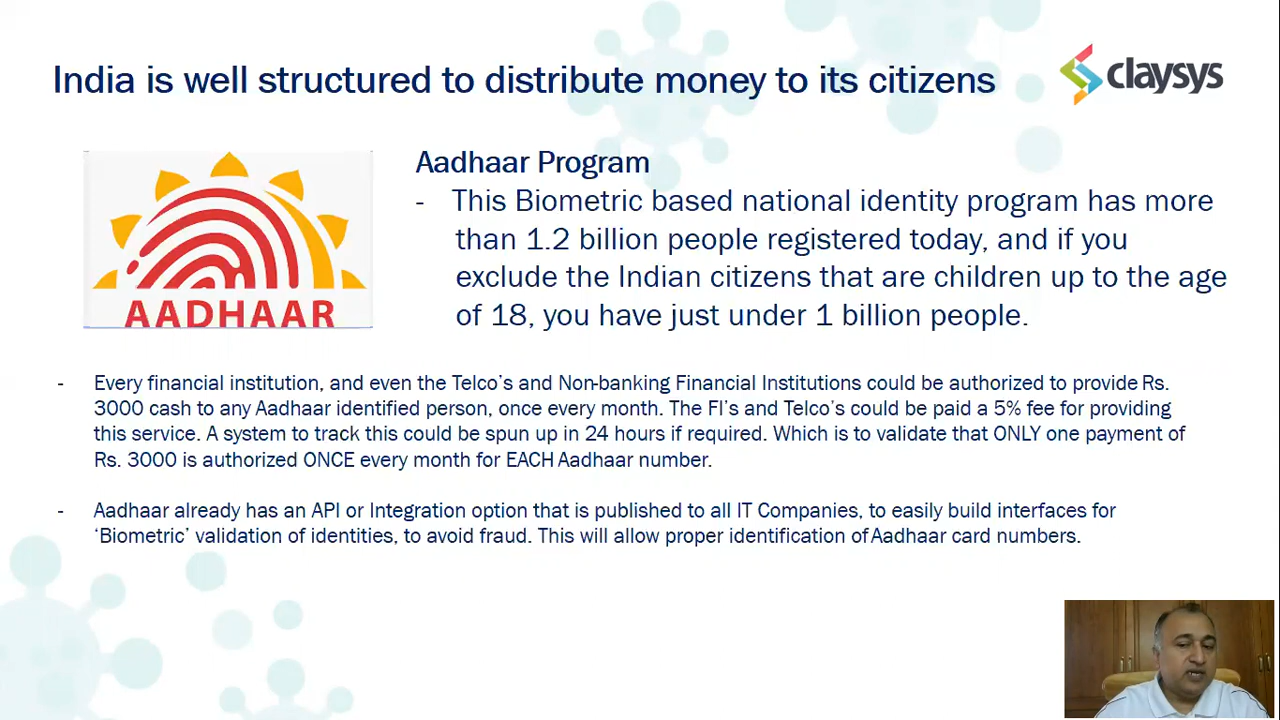 India is well structured to distribute money to its citizens
claysys
AADHAAR
Aadhaar Program
- This Biometric based national identity program has more
than 1.2 billion people registered today, and if you
exclude the Indian citizens that are children up to the age
of 18, you have just under 1 billion people.
- Every financial institution, and even the Telco's and Non-banking Financial Institutions could be authorized to provide Rs.
3000 cash to any Aadhaar identified person, once every month. The FI's and Telco's could be paid a 5% fee for providing
this service. A system to track this could be spun up in 24 hours if required. Which is to validate that ONLY one payment of
Rs. 3000 is authorized ONCE every month for EACH Aadhaar number.
- Aadhaar already has an API or Integration option that is published to all IT Companies, to easily build interfaces for
‘Biometric’ validation of identities, to avoid fraud. This will allow proper identification of Aadhaar card numbers.